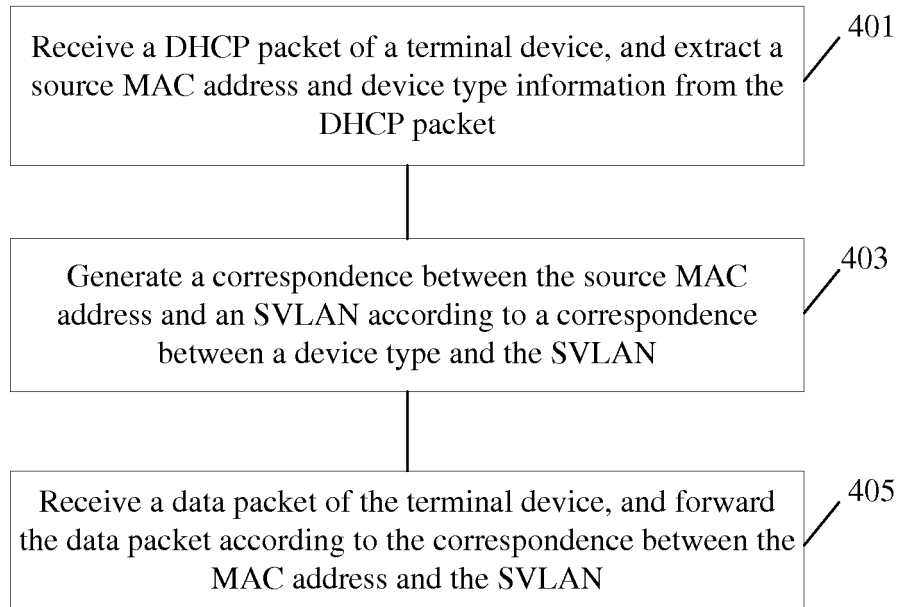 Receive a DHCP packet of a terminal device, and extract a
source MAC address and device type information from the
DHCP packet
401
Generate a correspondence between the source MAC
address and an SVLAN according to a correspondence
between a device type and the SVLAN
403
Receive a data packet of the terminal device, and forward
the data packet according to the correspondence between the
MAC address and the SVLAN
405